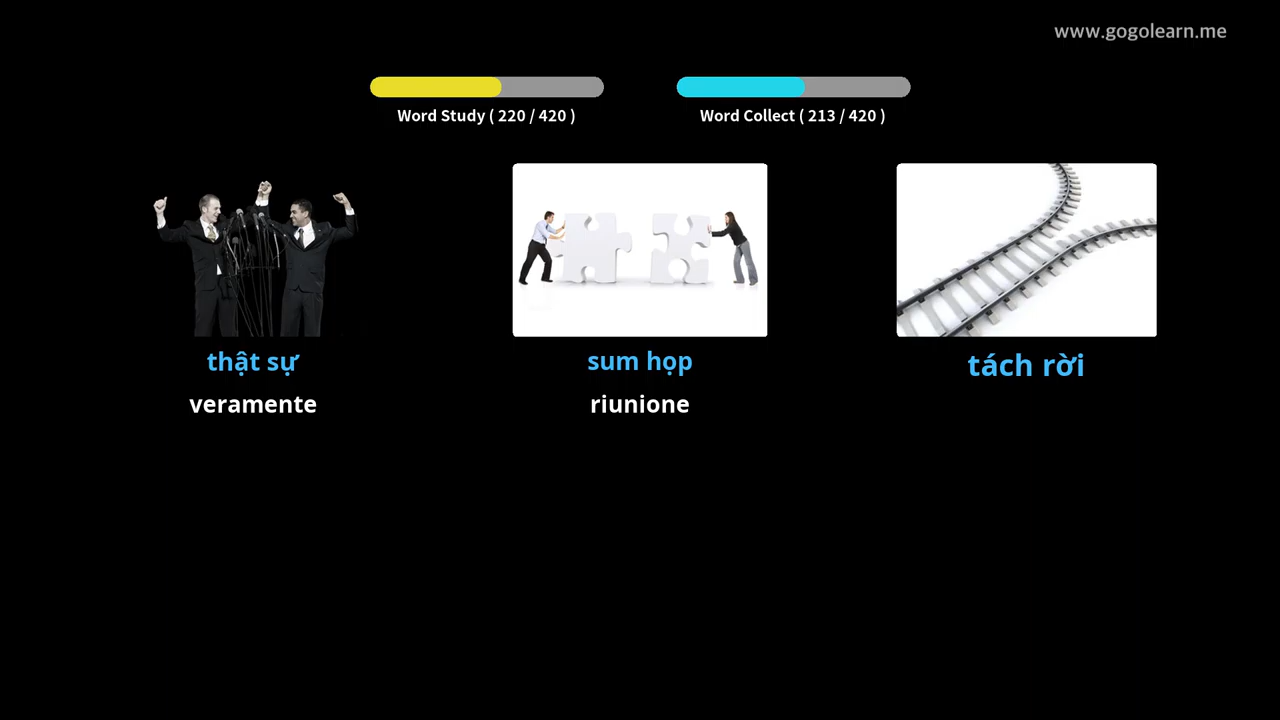 www.gogolearn.me
Word Study ( 220 / 420 )
Word Collect ( 213 / 420 )
thật sự
veramente
sum họp
riunione
tách rời